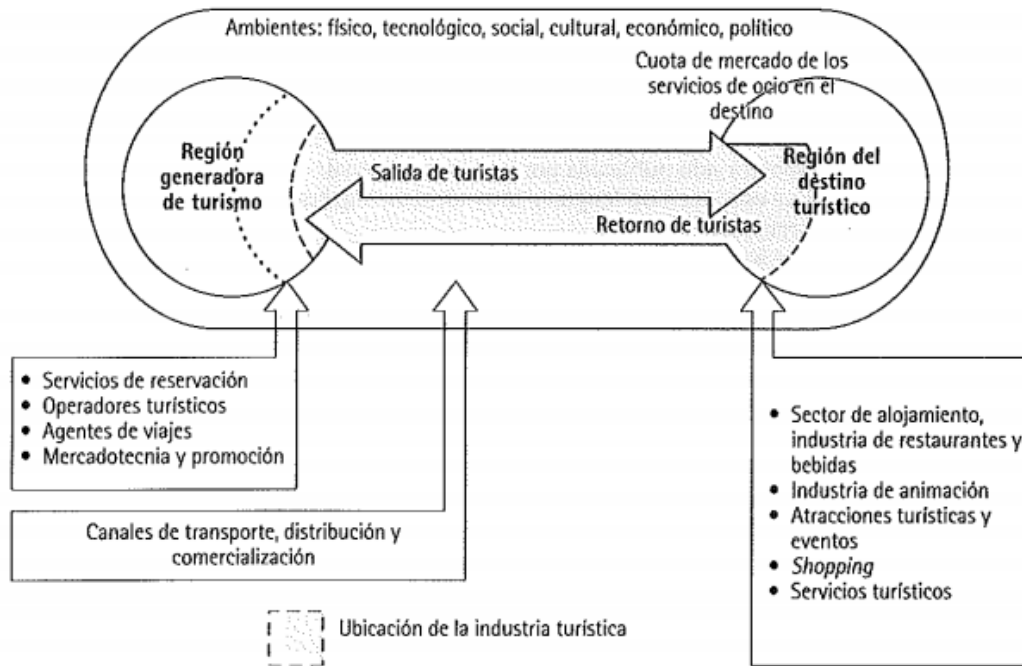 Ambientes: físico, tecnológico, social, cultural, económico, político
Cuota de mercado de los
servicios de ocio en el
destino
Región
generadora
de turismo
Salida de turistas
Región del
destino
turístico
Retorno de turistas
• Servicios de reservación
• Operadores turísticos
• Agentes de viajes
• Mercadotecnia y promoción
Canales de transporte, distribución y
comercialización
• Sector de alojamiento,
industria de restaurantes y
bebidas
• Industria de animación
• Atracciones turísticas y
eventos
• Shopping
• Servicios turísticos
Ubicación de la industria turística